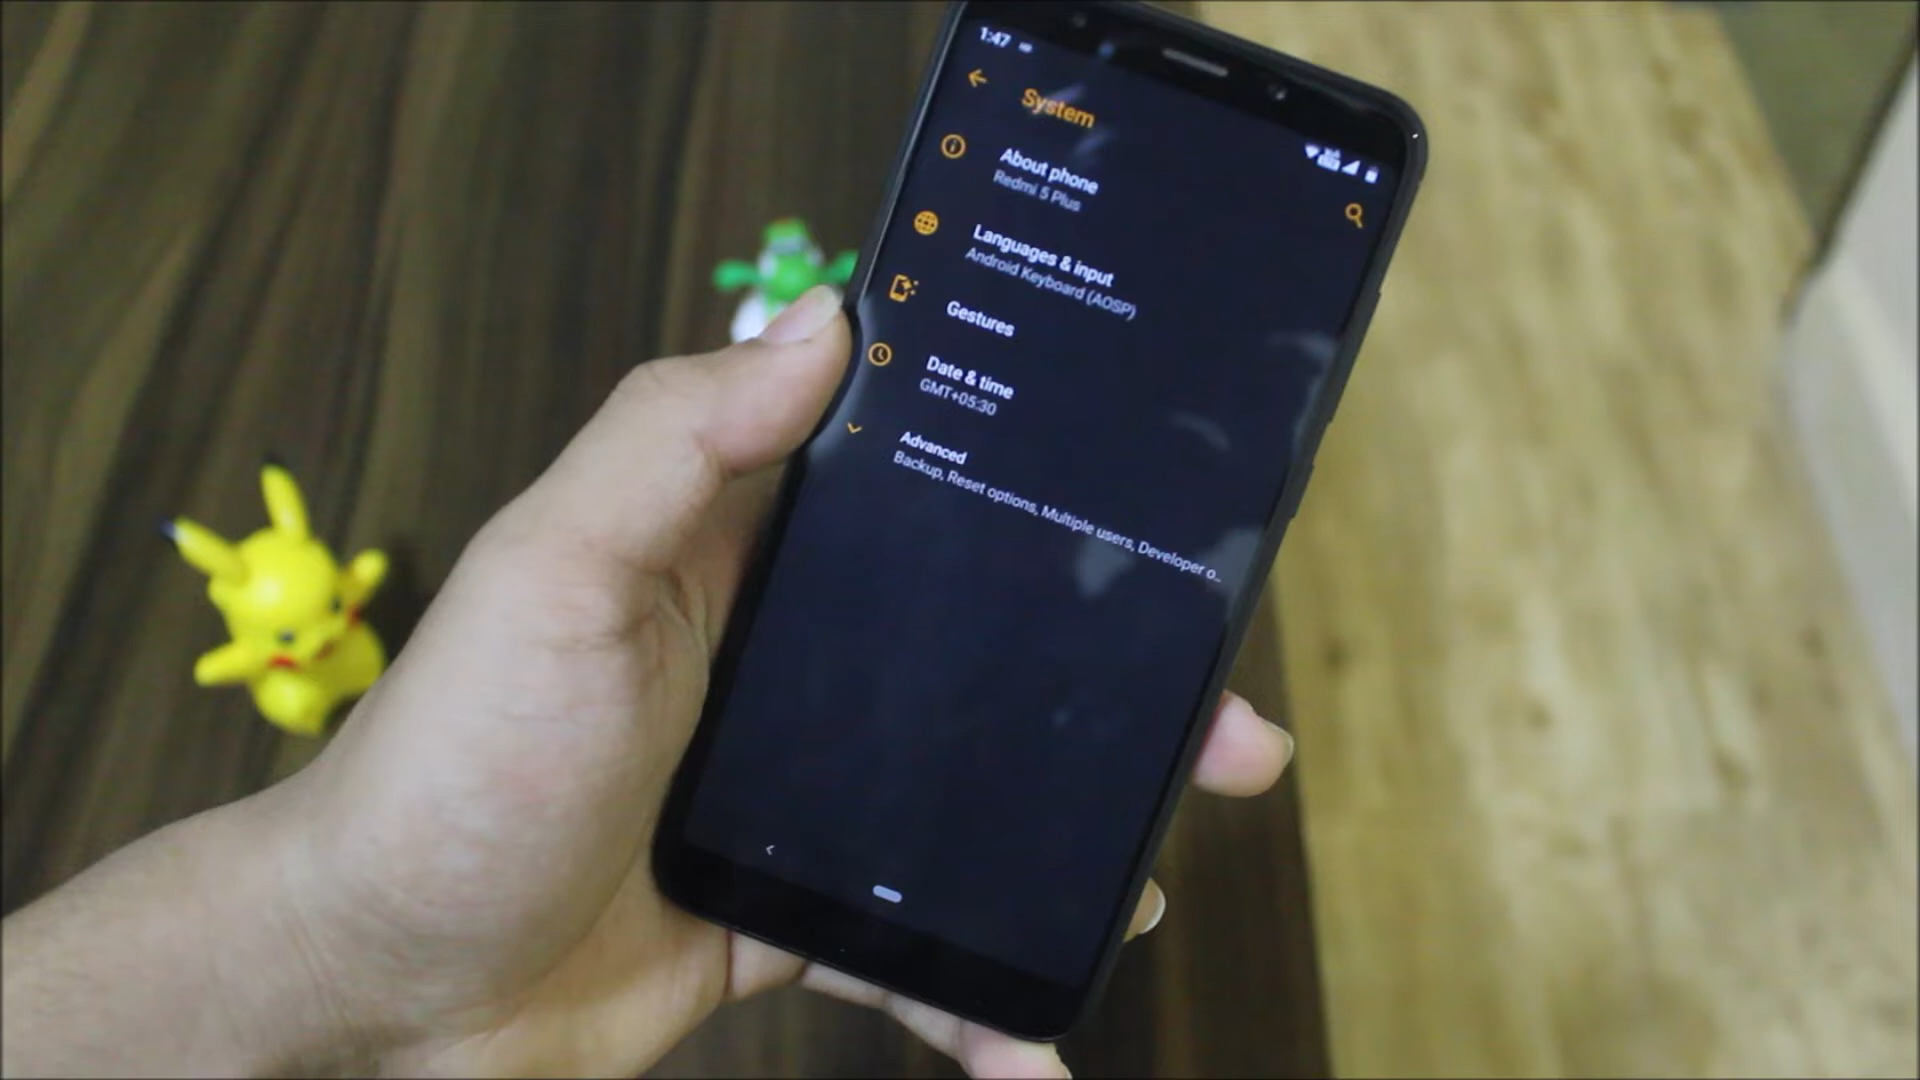 1:47
System
About phone
Redmi 5 Plus
Languages & input
Android Keyboard (AOSP)
Gestures
Date & time
GMT+05:30
Advanced
Backup, Reset options, Multiple users, Developer o..